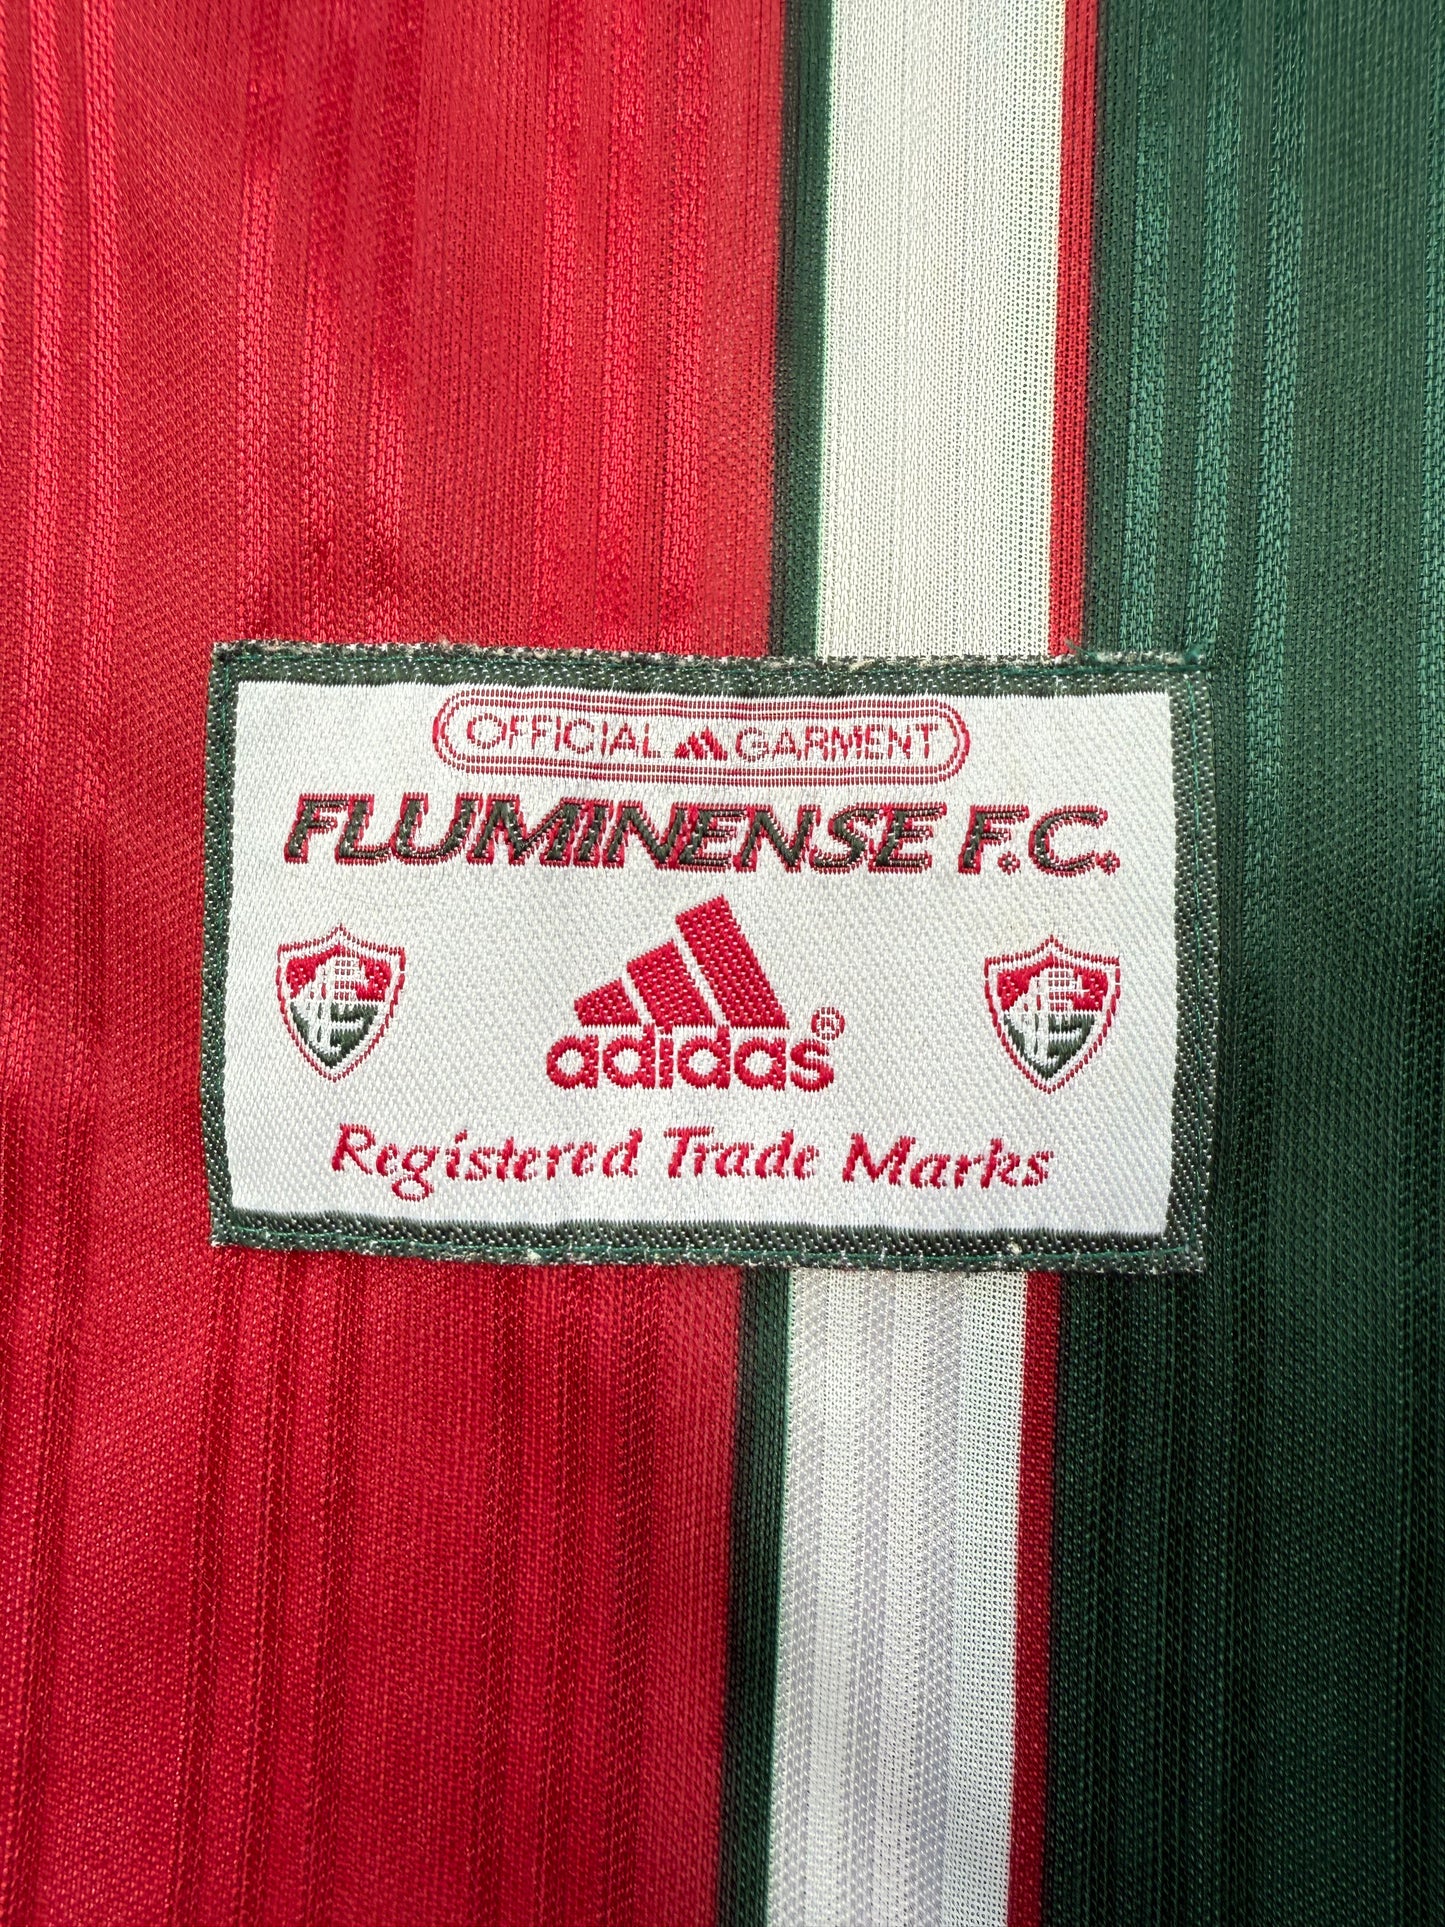 OFFICIAL GARMENT
FLUMINENSE F.C.
adidas®
Registered Trade Marks